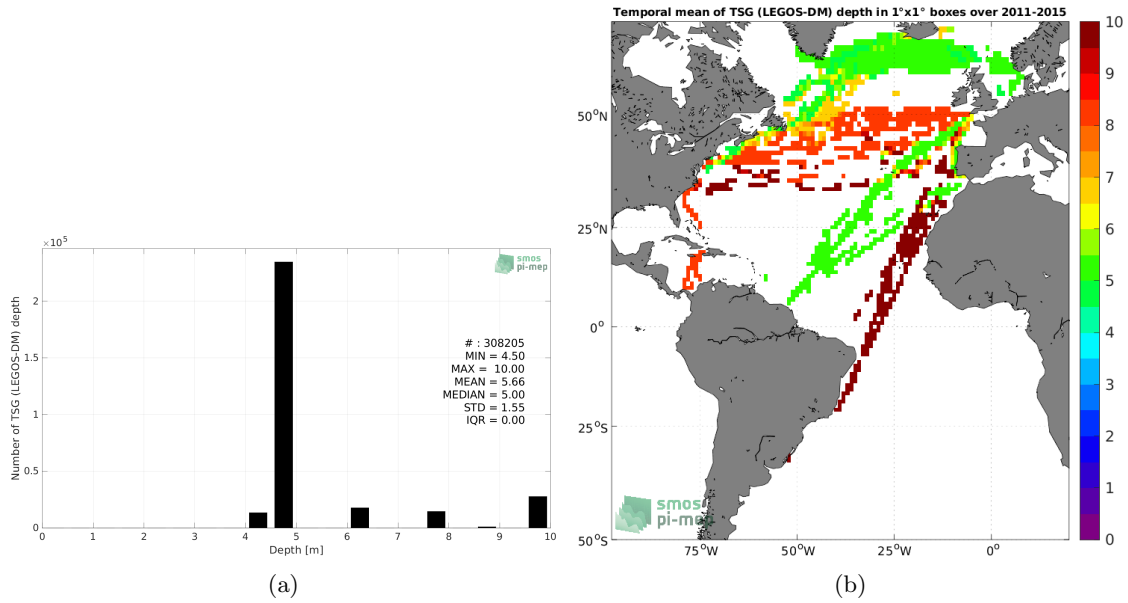 ×10⁵
smos
pi-mep
Number of TSG (LEGOS-DM) depth
2
1.5
1
0.5
0
# : 308205
MIN = 4.50
MAX = 10.00
MEAN = 5.66
MEDIAN = 5.00
STD = 1.55
IQR = 0.00
0 1 2 3 4 5 6 7 8 9 10
Depth [m]
(a)
Temporal mean of TSG (LEGOS-DM) depth in 1°x1° boxes over 2011-2015
50°N
25°N
0°
25°S
50°S
75°W 50°W 25°W 0°
smos
pi-mep
10
9
8
7
6
5
4
3
2
1
0
(b)